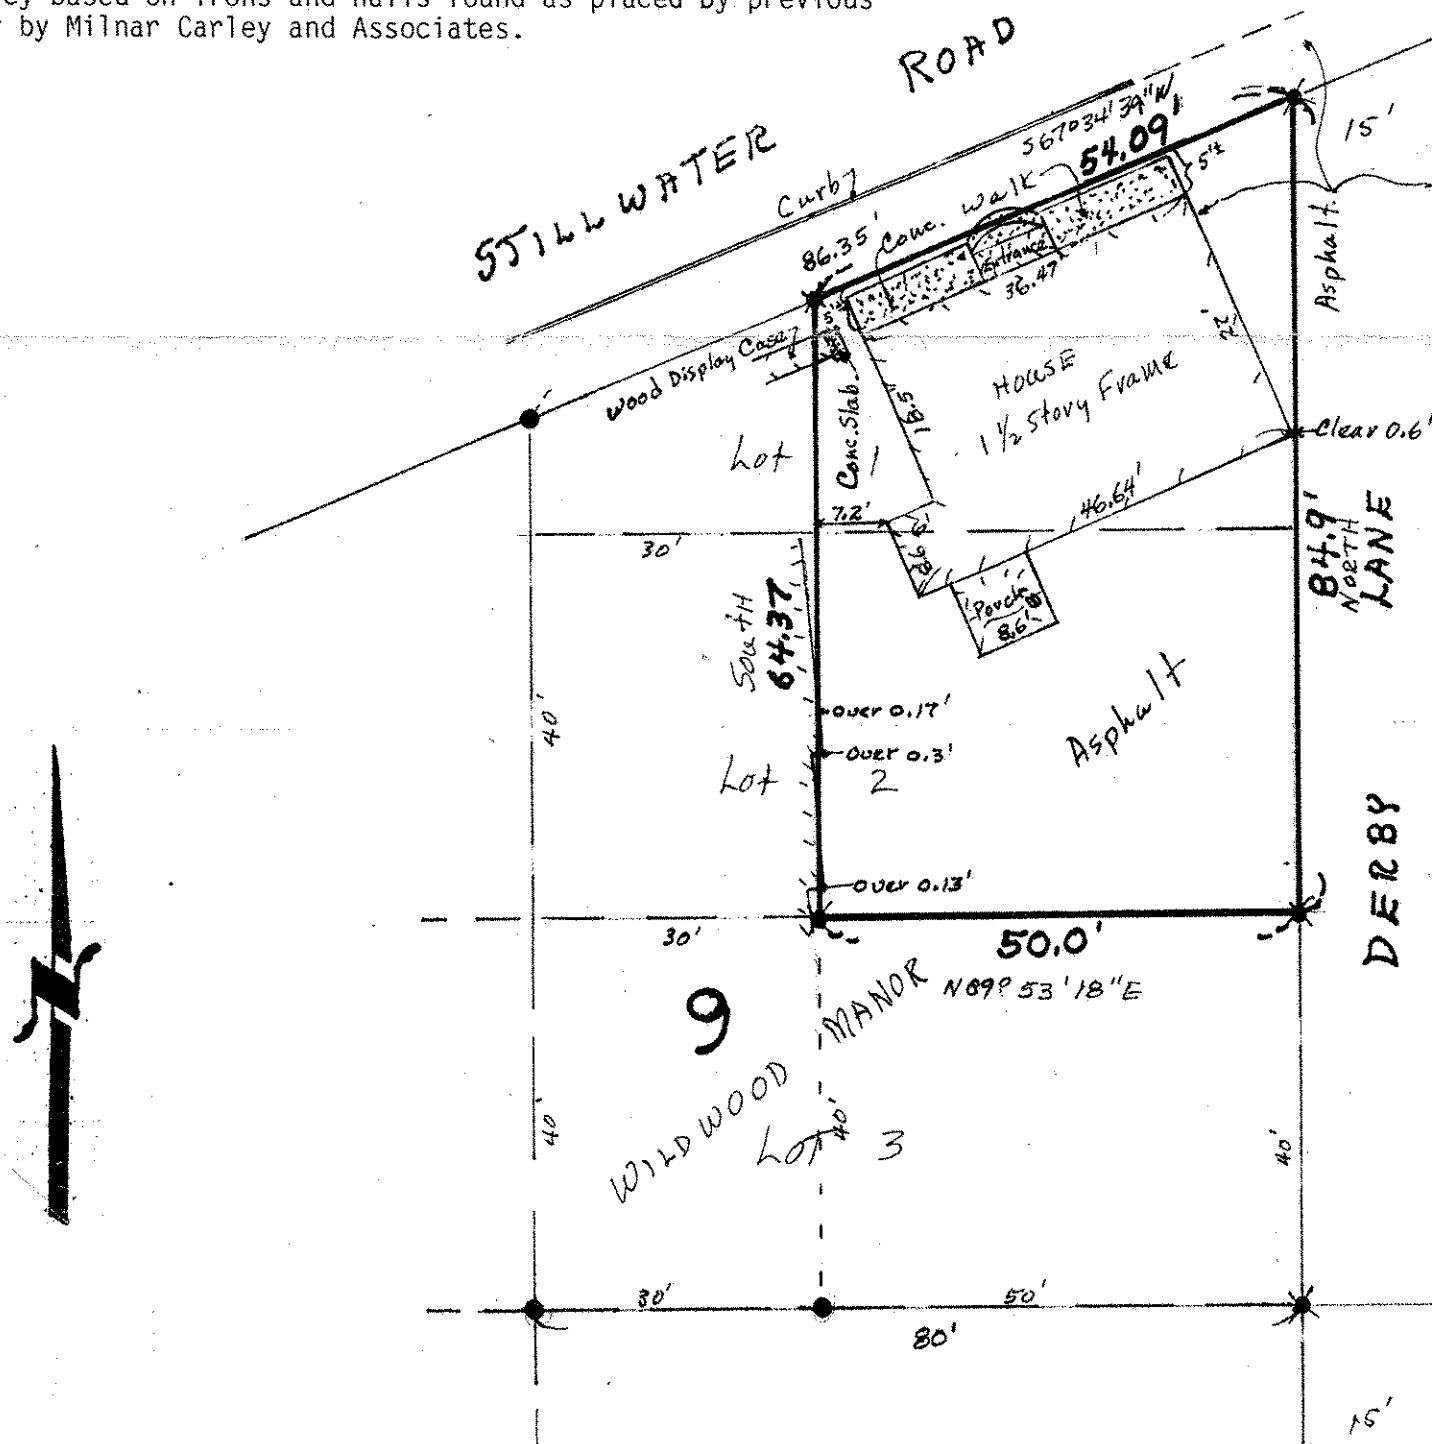 by Milnar Carley and Associates.
STILLWATER ROAD
S67°34'39"W
54.09'
15'
5'±
Curb
86.35'
Conc. Walk
Entrance
36.47
Asphalt
5'±
Wood Display Case
22'
HOUSE
1 1/2 Story Frame
18.5'
Conc. Slab
Clear 0.6'
Lot 1
46.64'
7.2'
30'
84.9'
NORTH
Porch
8.6'
8'
South
64.37
DERBY LANE
40'
Over 0.17'
Over 0.3'
Asphalt
Lot 2
Over 0.13'
30'
50.0'
N89° 53' 18"E
9
WILDWOOD MANOR
40'
40'
Lot 3
40'
30'
50'
80'
15'